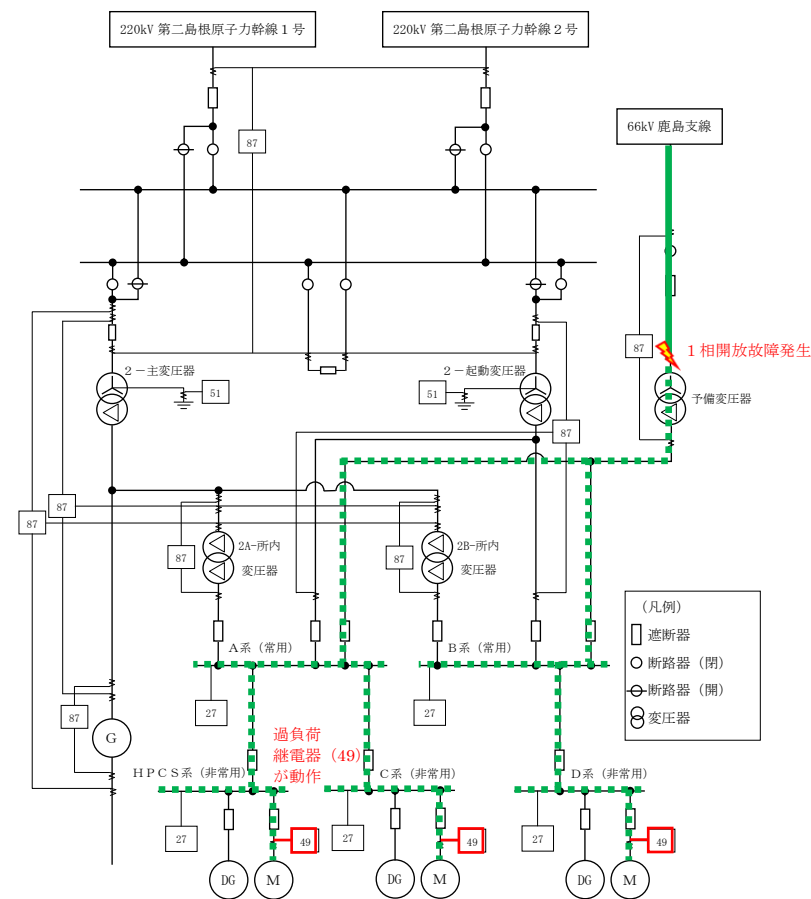 220kV 第二島根原子力幹線１号
220kV 第二島根原子力幹線２号
66kV 鹿島支線
87
87
１相開放故障発生
２－主変圧器
51
51
２－起動変圧器
予備変圧器
87
87
87
87
2A-所内
変圧器
87
2B-所内
変圧器
（凡例）
遮断器
断路器（閉）
断路器（開）
変圧器
Ａ系（常用）
Ｂ系（常用）
27
27
87
G
過負荷
継電器（49）
が動作
ＨＰＣＳ系（非常用）
Ｃ系（非常用）
Ｄ系（非常用）
27
49
27
49
27
49
DG
M
DG
M
DG
M